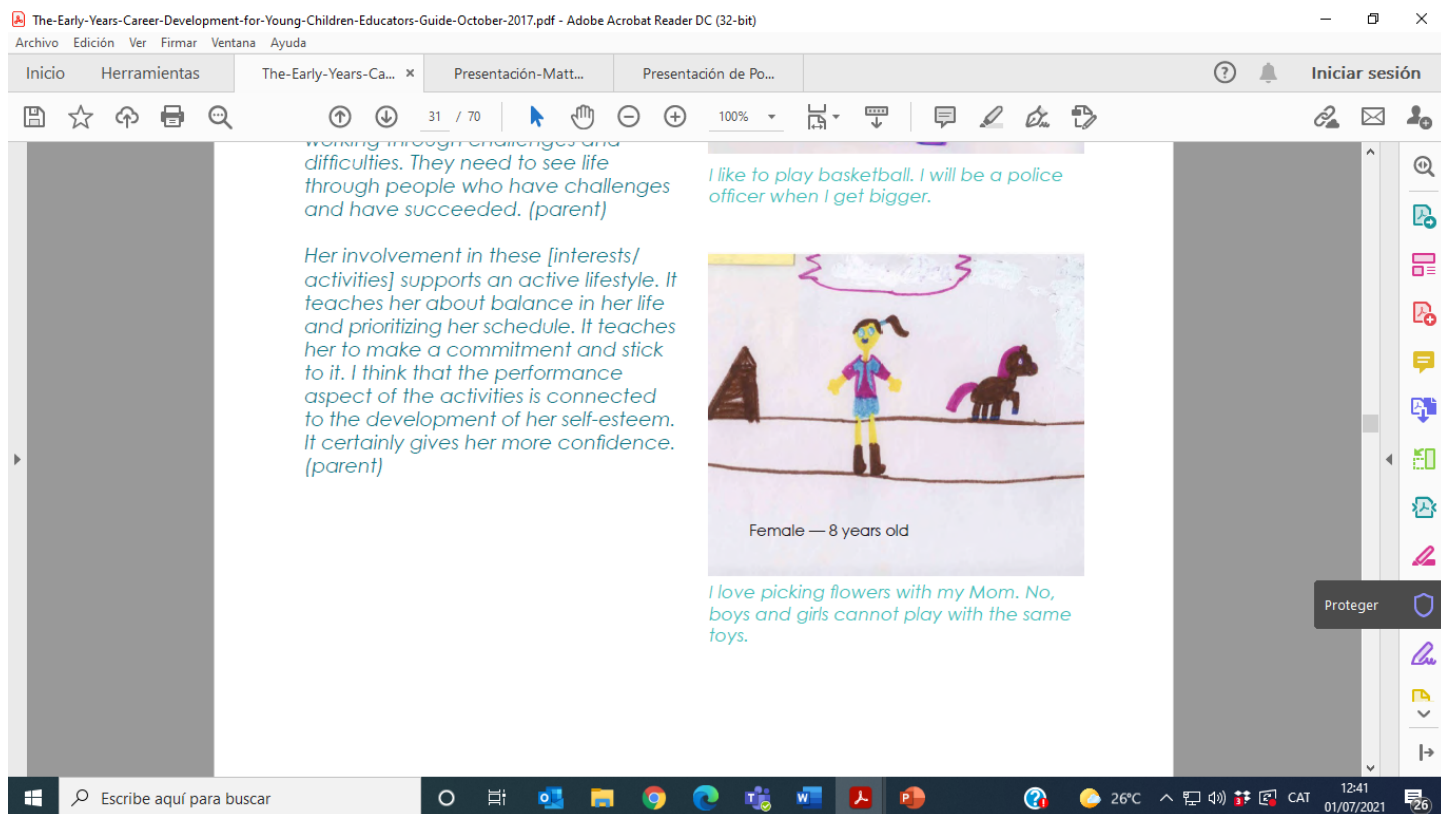 The-Early-Years-Career-Development-for-Young-Children-Educators-Guide-October-2017.pdf - Adobe Acrobat Reader DC (32-bit)
Archivo Edición Ver Firmar Ventana Ayuda
Inicio Herramientas The-Early-Years-Ca... × Presentación-Matt... Presentación de Po... Iniciar sesión
31 / 70 100%
working through challenges and
difficulties. They need to see life
through people who have challenges
and have succeeded. (parent)
Her involvement in these [interests/
activities] supports an active lifestyle. It
teaches her about balance in her life
and prioritizing her schedule. It teaches
her to make a commitment and stick
to it. I think that the performance
aspect of the activities is connected
to the development of her self-esteem.
It certainly gives her more confidence.
(parent)
I like to play basketball. I will be a police
officer when I get bigger.
Female — 8 years old
I love picking flowers with my Mom. No,
boys and girls cannot play with the same
toys.
Proteger
Escribe aquí para buscar
26°C CAT
12:41
01/07/2021
26